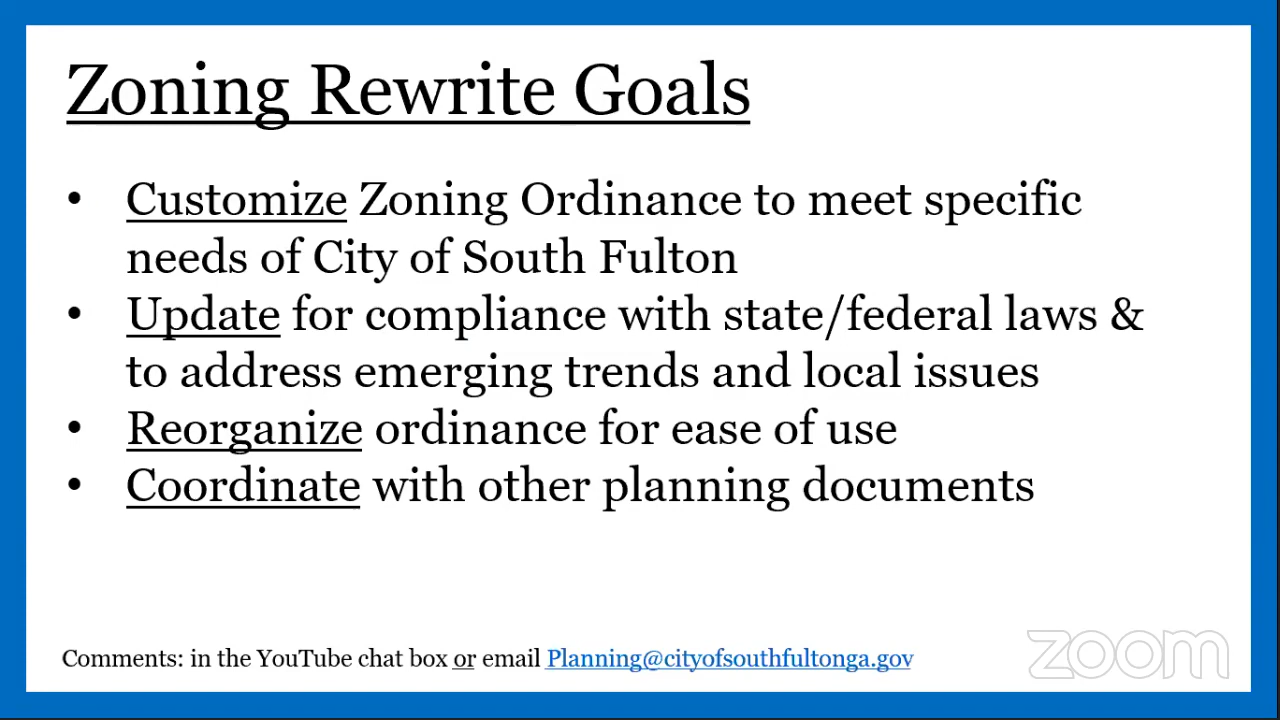 Zoning Rewrite Goals
• Customize Zoning Ordinance to meet specific
needs of City of South Fulton
• Update for compliance with state/federal laws &
to address emerging trends and local issues
• Reorganize ordinance for ease of use
• Coordinate with other planning documents
Comments: in the YouTube chat box or email Planning@cityofsouthfultonga.gov
zoom